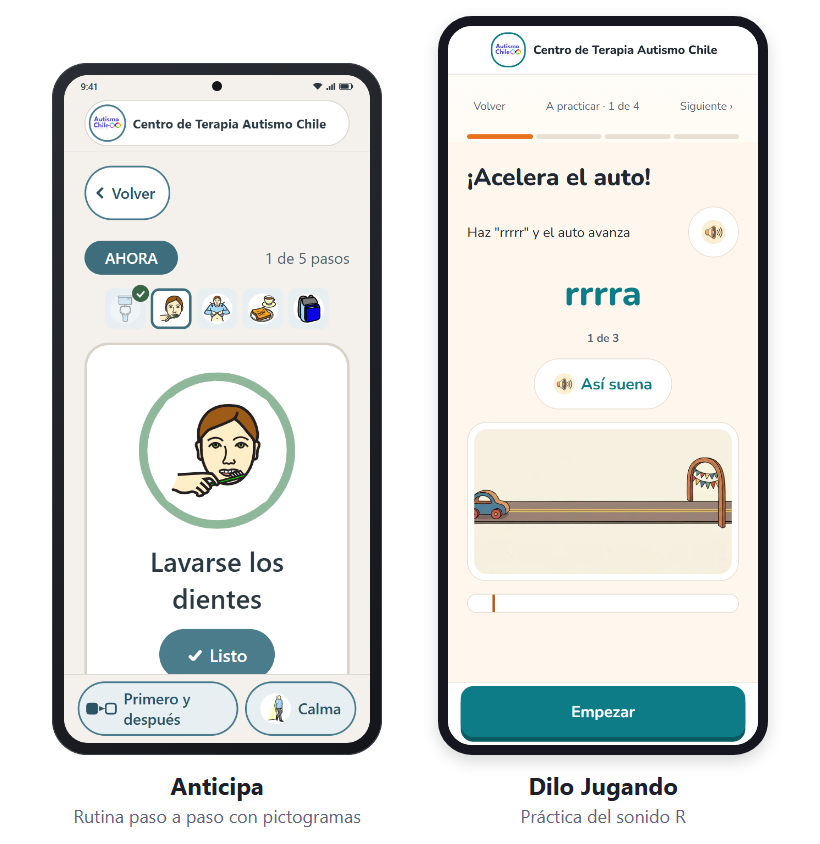 9:41
Autismo
Chile
Centro de Terapia Autismo Chile
Volver
AHORA
1 de 5 pasos
Lavarse los
dientes
Listo
Primero y
después
Calma
Anticipa
Rutina paso a paso con pictogramas
Autismo
Chile
Centro de Terapia Autismo Chile
Volver
A practicar · 1 de 4
Siguiente ›
¡Acelera el auto!
Haz "rrrrr" y el auto avanza
rrrra
1 de 3
Así suena
Empezar
Dilo Jugando
Práctica del sonido R